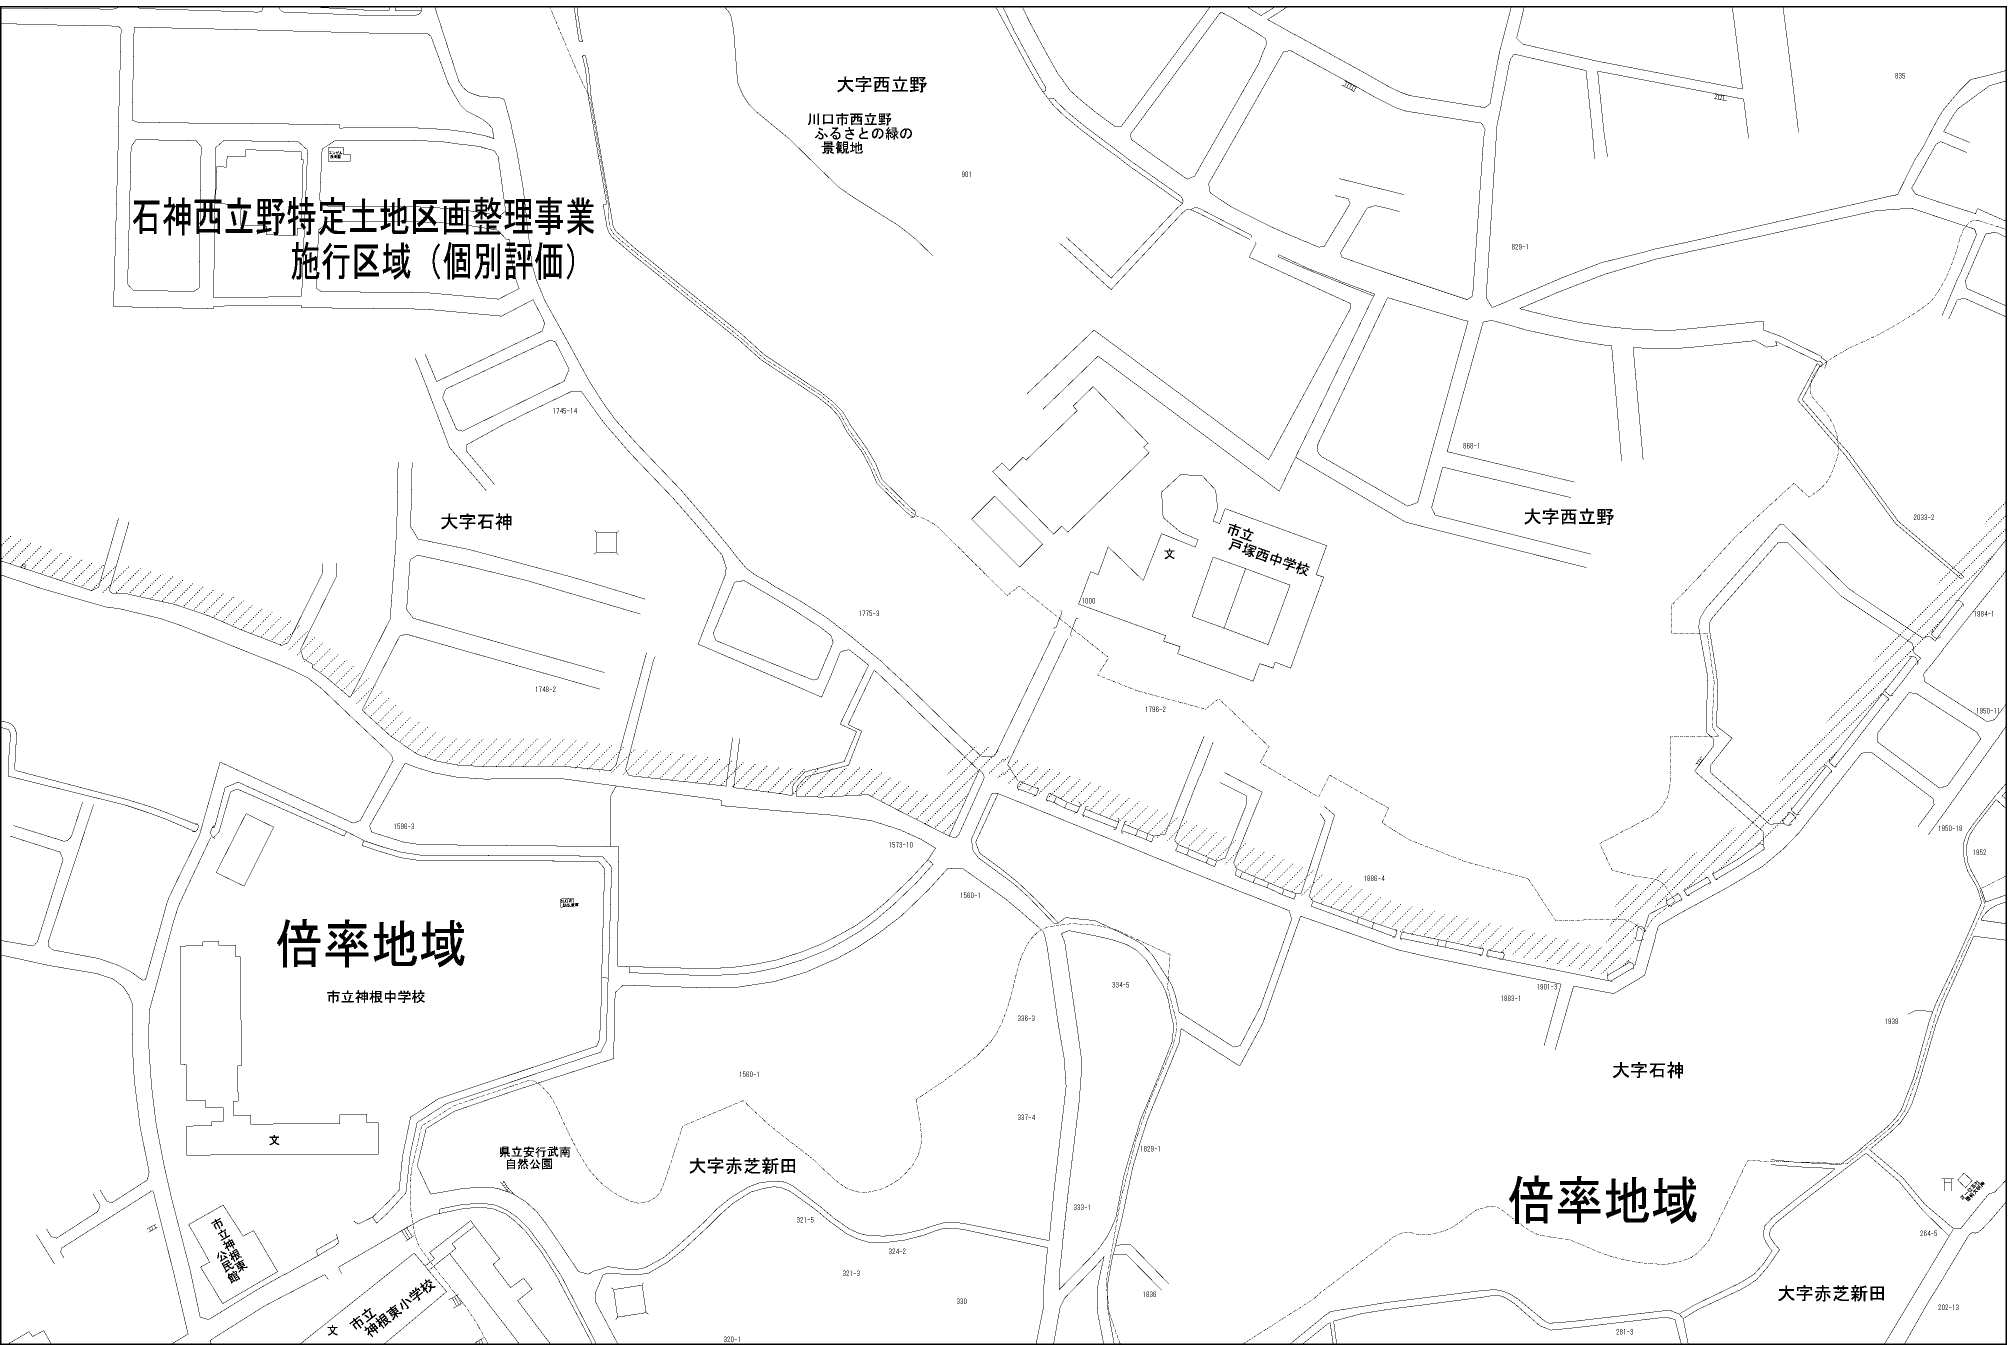 大字西立野
川口市西立野
ふるさとの緑の
景観地
835
901
石神西立野特定土地区画整理事業
施行区域（個別評価）
829-1
1745-14
868-1
大字石神
大字西立野
2033-2
市立
戸塚西中学校
文
1000
1775-3
1984-1
1748-2
1796-2
1950-11
1596-3
1573-10
1950-18
1952
1886-4
1560-1
倍率地域
市立神根中学校
334-5
1901-3
1883-1
336-3
1938
1560-1
大字石神
337-4
文
1829-1
県立安行武南
自然公園
大字赤芝新田
倍率地域
333-1
321-5
324-2
264-5
市立神根東
公民館
321-3
1836
330
大字赤芝新田
202-13
市立
神根東小学校
文
320-1
281-3